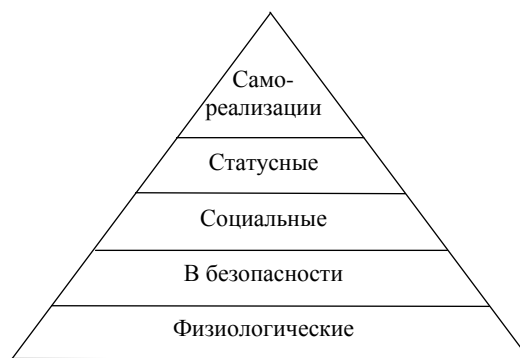 Само-
реализации
Статусные
Социальные
В безопасности
Физиологические